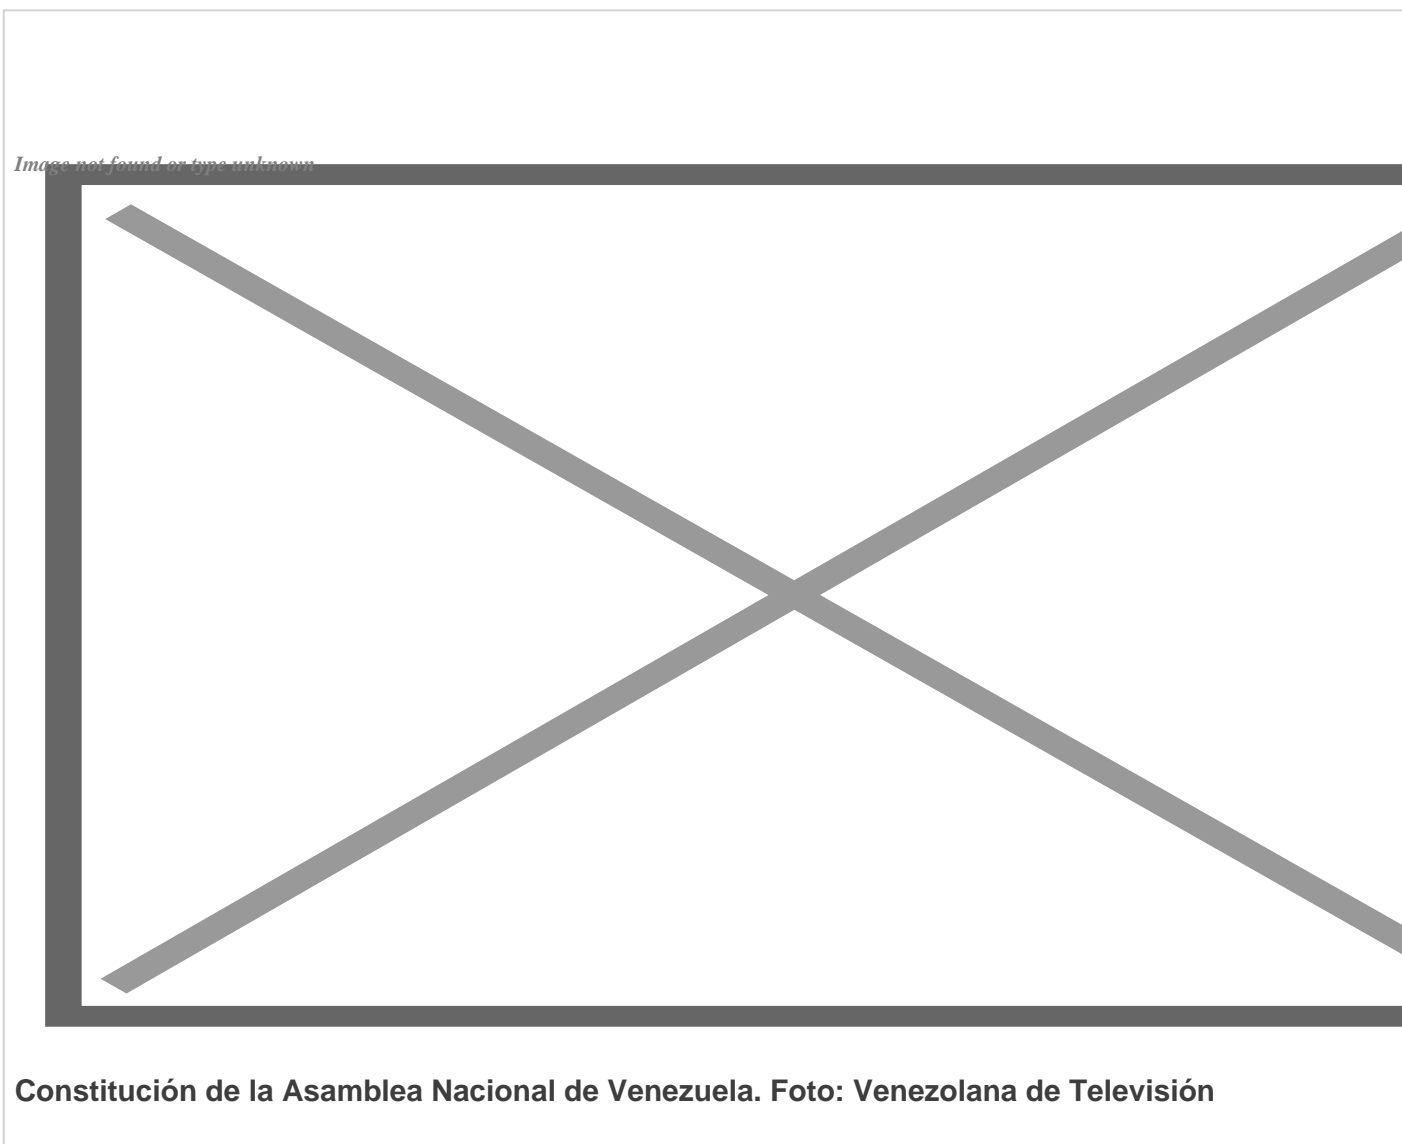 Image not found or type unknown
Constitución de la Asamblea Nacional de Venezuela. Foto: Venezolana de Televisión